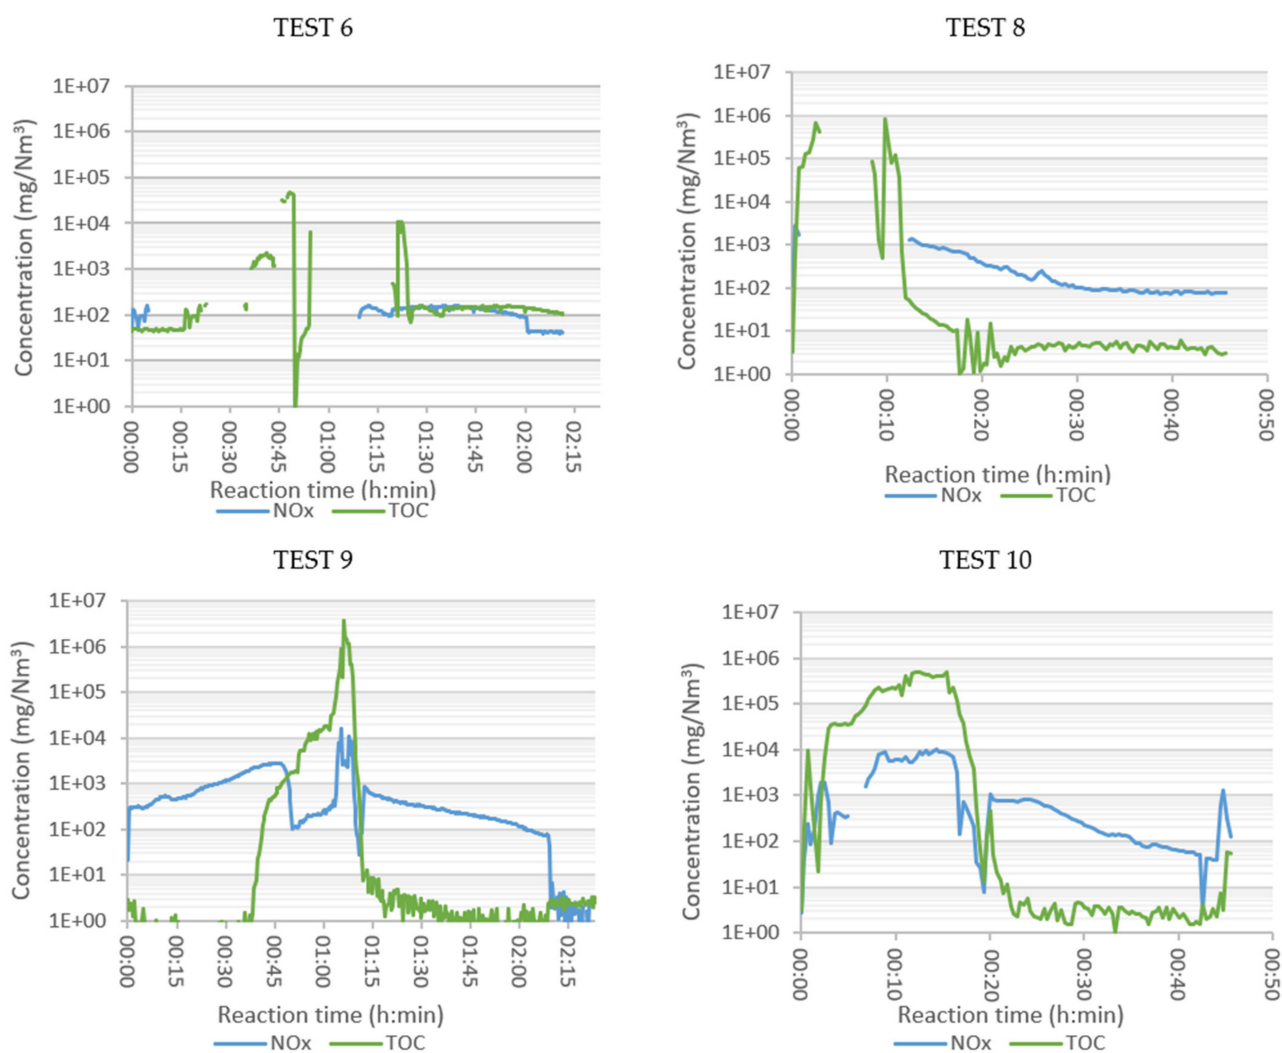 TEST 6
Concentration (mg/Nm³)
1E+07
1E+06
1E+05
1E+04
1E+03
1E+02
1E+01
1E+00
00:00
00:15
00:30
00:45
01:00
01:15
01:30
01:45
02:00
02:15
Reaction time (h:min)
NOx TOC
TEST 8
Concentration (mg/Nm³)
1E+07
1E+06
1E+05
1E+04
1E+03
1E+02
1E+01
1E+00
00:00
00:10
00:20
00:30
00:40
00:50
Reaction time (h:min)
NOx TOC
TEST 9
Concentration (mg/Nm³)
1E+07
1E+06
1E+05
1E+04
1E+03
1E+02
1E+01
1E+00
00:00
00:15
00:30
00:45
01:00
01:15
01:30
01:45
02:00
02:15
Reaction time (h:min)
NOx TOC
TEST 10
Concentration (mg/Nm³)
1E+07
1E+06
1E+05
1E+04
1E+03
1E+02
1E+01
1E+00
00:00
00:10
00:20
00:30
00:40
00:50
Reaction time (h:min)
NOx TOC